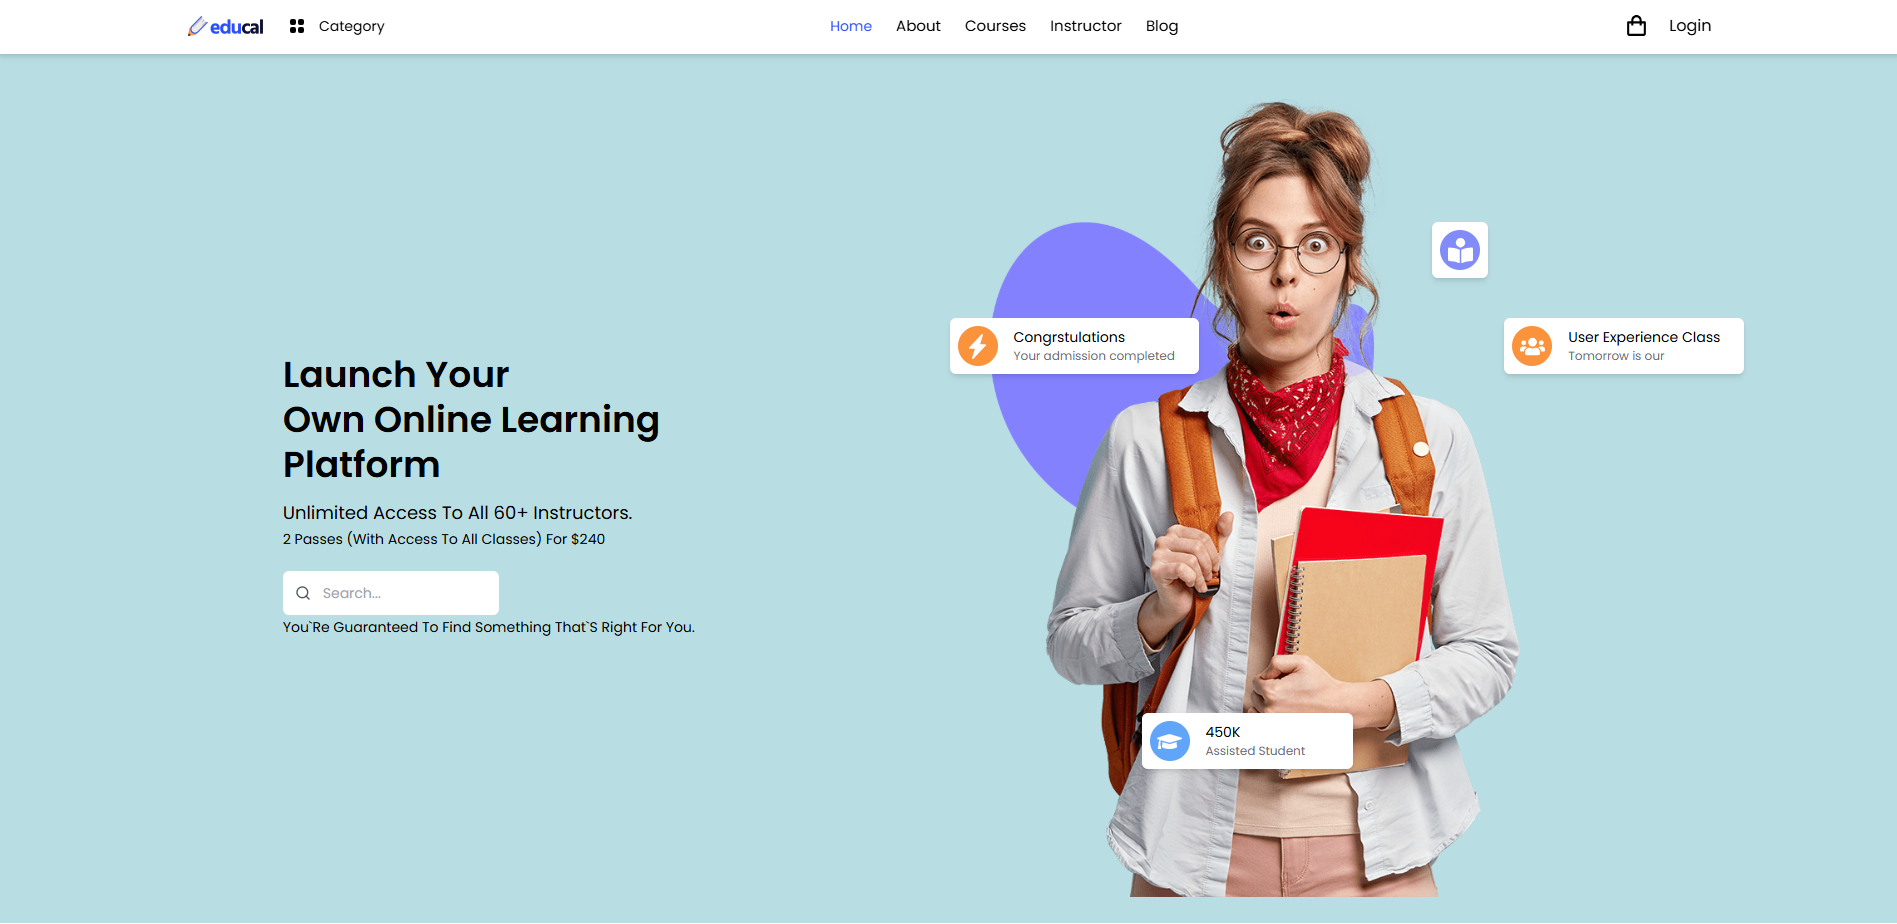 educal
Category
Home
About
Courses
Instructor
Blog
Login
Launch Your
Own Online Learning
Platform
Unlimited Access To All 60+ Instructors.
2 Passes (With Access To All Classes) For $240
Search...
You`Re Guaranteed To Find Something That`S Right For You.
Congrstulations
Your admission completed
User Experience Class
Tomorrow is our
450K
Assisted Student